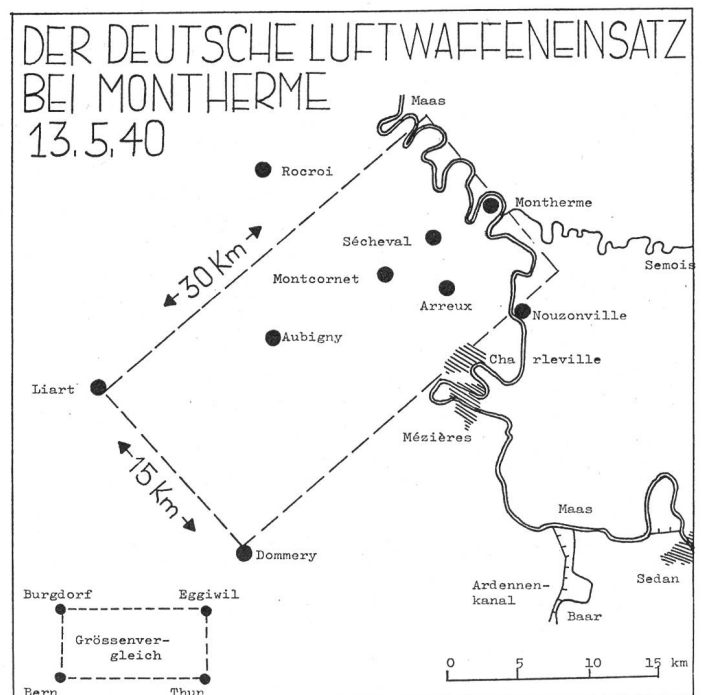 DER DEUTSCHE LUFTWAFFENEINSATZ
BEI MONTHERME
13.5.40
Maas
Rocroi
Montherme
Sécheval
Semois
30 Km
Montcornet
Arreux
Nouzonville
Aubigny
Charleville
Liart
Mézières
15 Km
Maas
Dommery
Sedan
Ardennen-
kanal
Baar
Burgdorf
Eggiwil
Grössenver-
gleich
Bern
Thun
0 5 10 15 km